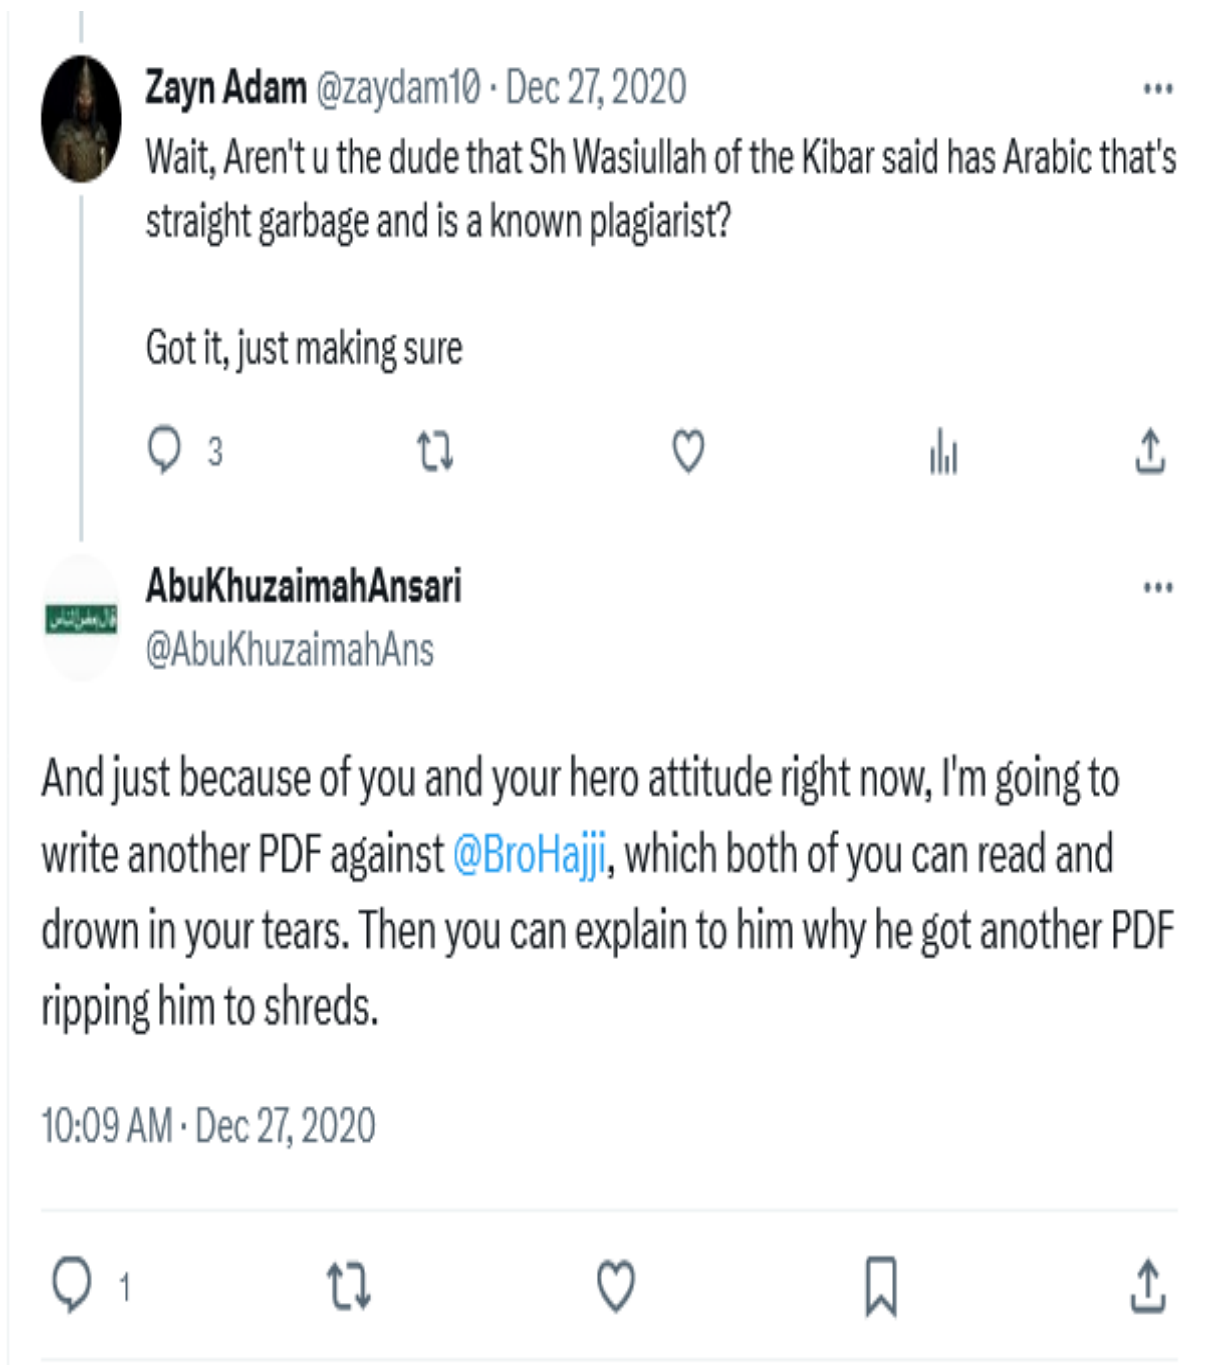 Zayn Adam @zaydam10 · Dec 27, 2020
Wait, Aren't u the dude that Sh Wasiullah of the Kibar said has Arabic that's
straight garbage and is a known plagiarist?
Got it, just making sure
3
AbuKhuzaimahAnsari
@AbuKhuzaimahAns
قال بعض الناس
And just because of you and your hero attitude right now, I'm going to
write another PDF against @BroHajji, which both of you can read and
drown in your tears. Then you can explain to him why he got another PDF
ripping him to shreds.
10:09 AM · Dec 27, 2020
1